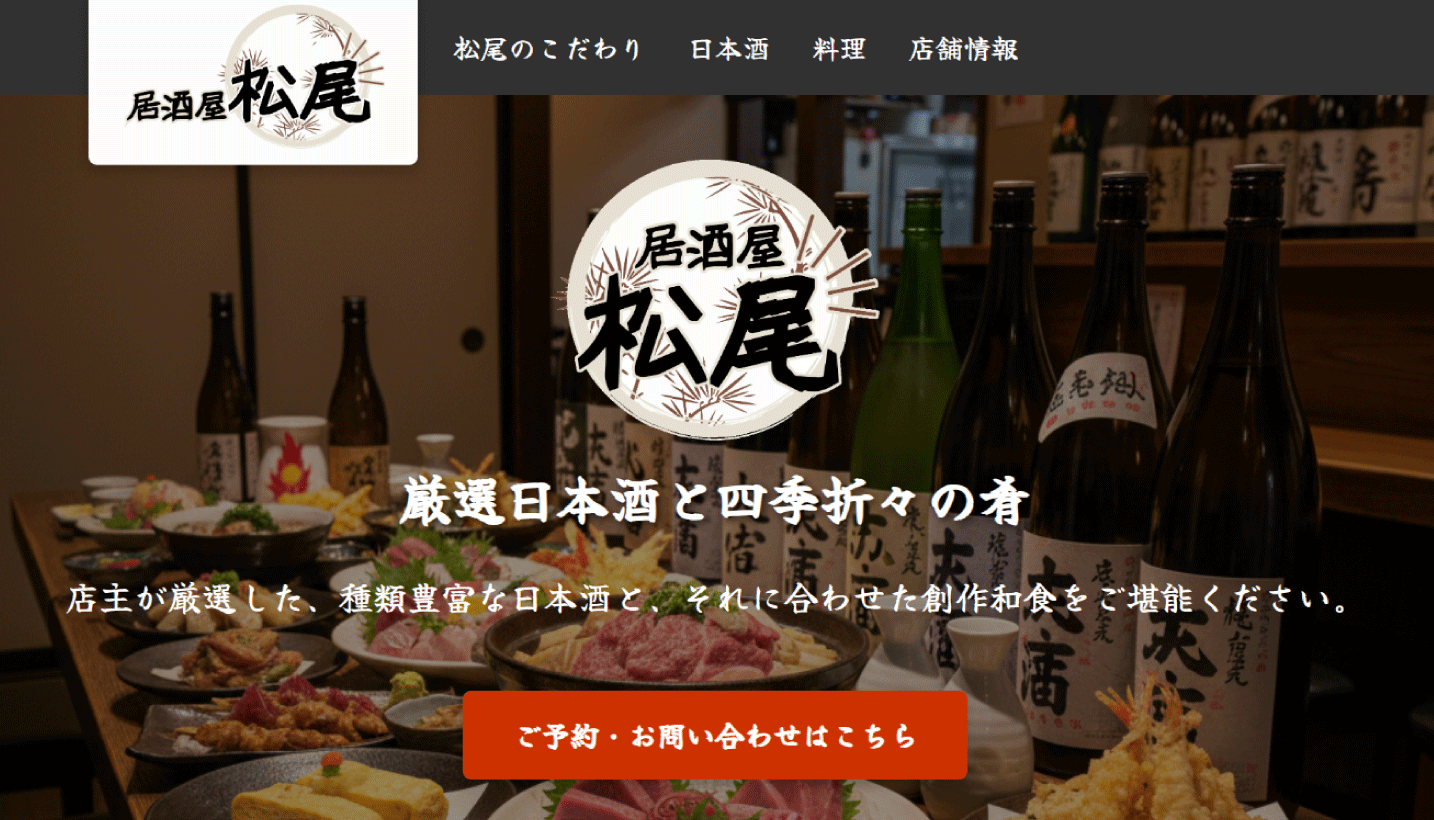 居酒屋 松尾
松尾のこだわり 日本酒 料理 店舗情報
居酒屋
松尾
厳選日本酒と四季折々の肴
店主が厳選した、種類豊富な日本酒と、それに合わせた創作和食をご堪能ください。
ご予約・お問い合わせはこちら